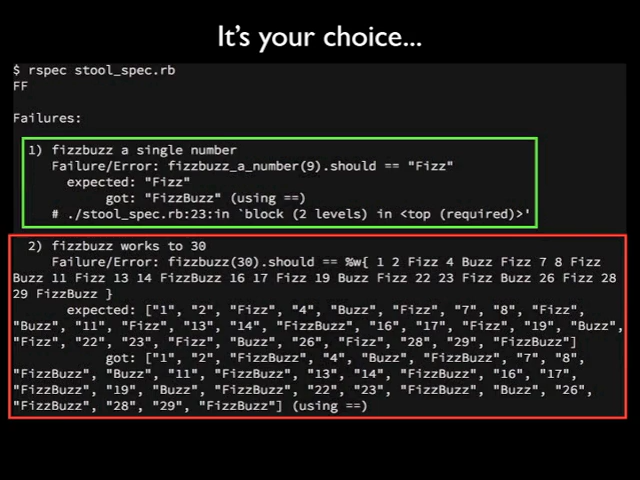 It's your choice...
$ rspec stool_spec.rb
FF
Failures:
1) fizzbuzz a single number
Failure/Error: fizzbuzz_a_number(9).should == "Fizz"
expected: "Fizz"
got: "FizzBuzz" (using ==)
# ./stool_spec.rb:23:in `block (2 levels) in <top (required)>'
2) fizzbuzz works to 30
Failure/Error: fizzbuzz(30).should == %w{ 1 2 Fizz 4 Buzz Fizz 7 8 Fizz
Buzz 11 Fizz 13 14 FizzBuzz 16 17 Fizz 19 Buzz Fizz 22 23 Fizz Buzz 26 Fizz 28
29 FizzBuzz }
expected: ["1", "2", "Fizz", "4", "Buzz", "Fizz", "7", "8", "Fizz",
"Buzz", "11", "Fizz", "13", "14", "FizzBuzz", "16", "17", "Fizz", "19", "Buzz",
"Fizz", "22", "23", "Fizz", "Buzz", "26", "Fizz", "28", "29", "FizzBuzz"]
got: ["1", "2", "FizzBuzz", "4", "Buzz", "FizzBuzz", "7", "8",
"FizzBuzz", "Buzz", "11", "FizzBuzz", "13", "14", "FizzBuzz", "16", "17",
"FizzBuzz", "19", "Buzz", "FizzBuzz", "22", "23", "FizzBuzz", "Buzz", "26",
"FizzBuzz", "28", "29", "FizzBuzz"] (using ==)